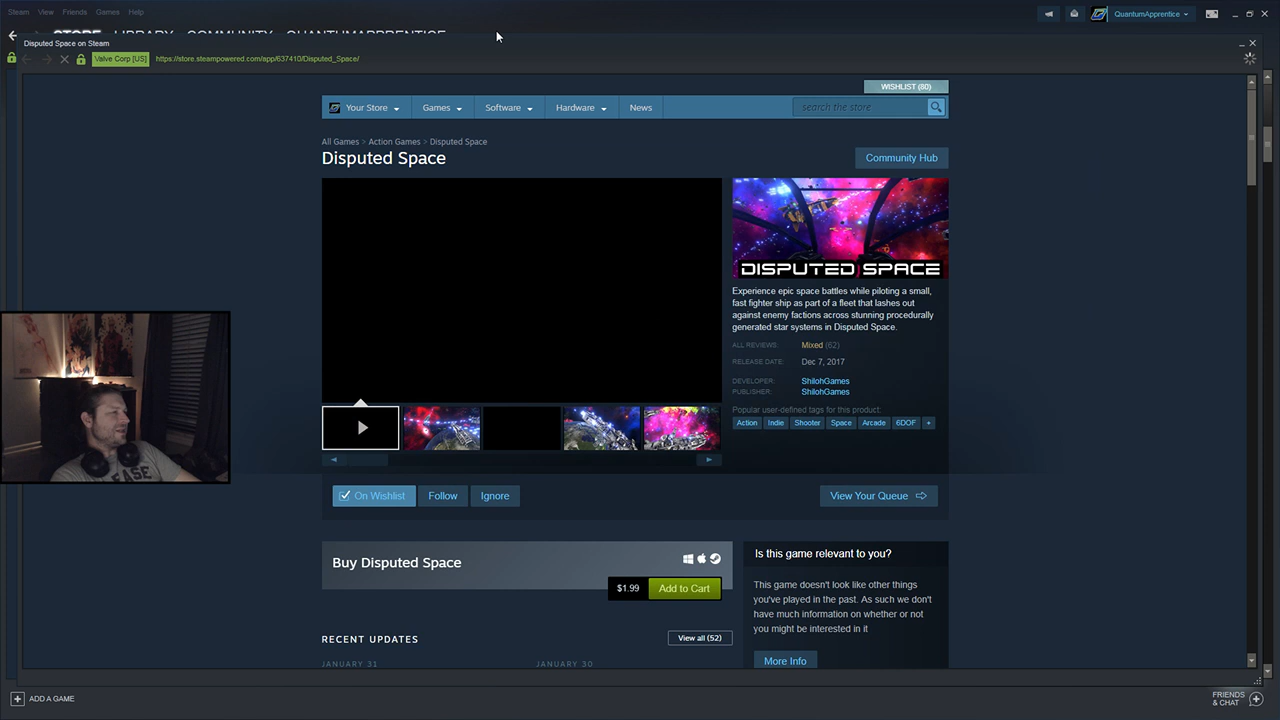 Steam View Friends Games Help
QuantumApprentice
STORE LIBRARY COMMUNITY QUANTUMAPPRENTICE
Disputed Space on Steam
Valve Corp [US] https://store.steampowered.com/app/637410/Disputed_Space/
WISHLIST (80)
Your Store Games Software Hardware News search the store
All Games > Action Games > Disputed Space
Disputed Space
Community Hub
DISPUTED SPACE
Experience epic space battles while piloting a small,
fast fighter ship as part of a fleet that lashes out
against enemy factions across stunning procedurally
generated star systems in Disputed Space.
ALL REVIEWS: Mixed (62)
RELEASE DATE: Dec 7, 2017
DEVELOPER: ShilohGames
PUBLISHER: ShilohGames
Popular user-defined tags for this product:
Action Indie Shooter Space Arcade 6DOF +
On Wishlist Follow Ignore View Your Queue
Buy Disputed Space
$1.99 Add to Cart
Is this game relevant to you?
This game doesn't look like other things
you've played in the past. As such we don't
have much information on whether or not
you might be interested in it
More Info
RECENT UPDATES View all (52)
JANUARY 31 JANUARY 30
EASE
ADD A GAME
FRIENDS
& CHAT